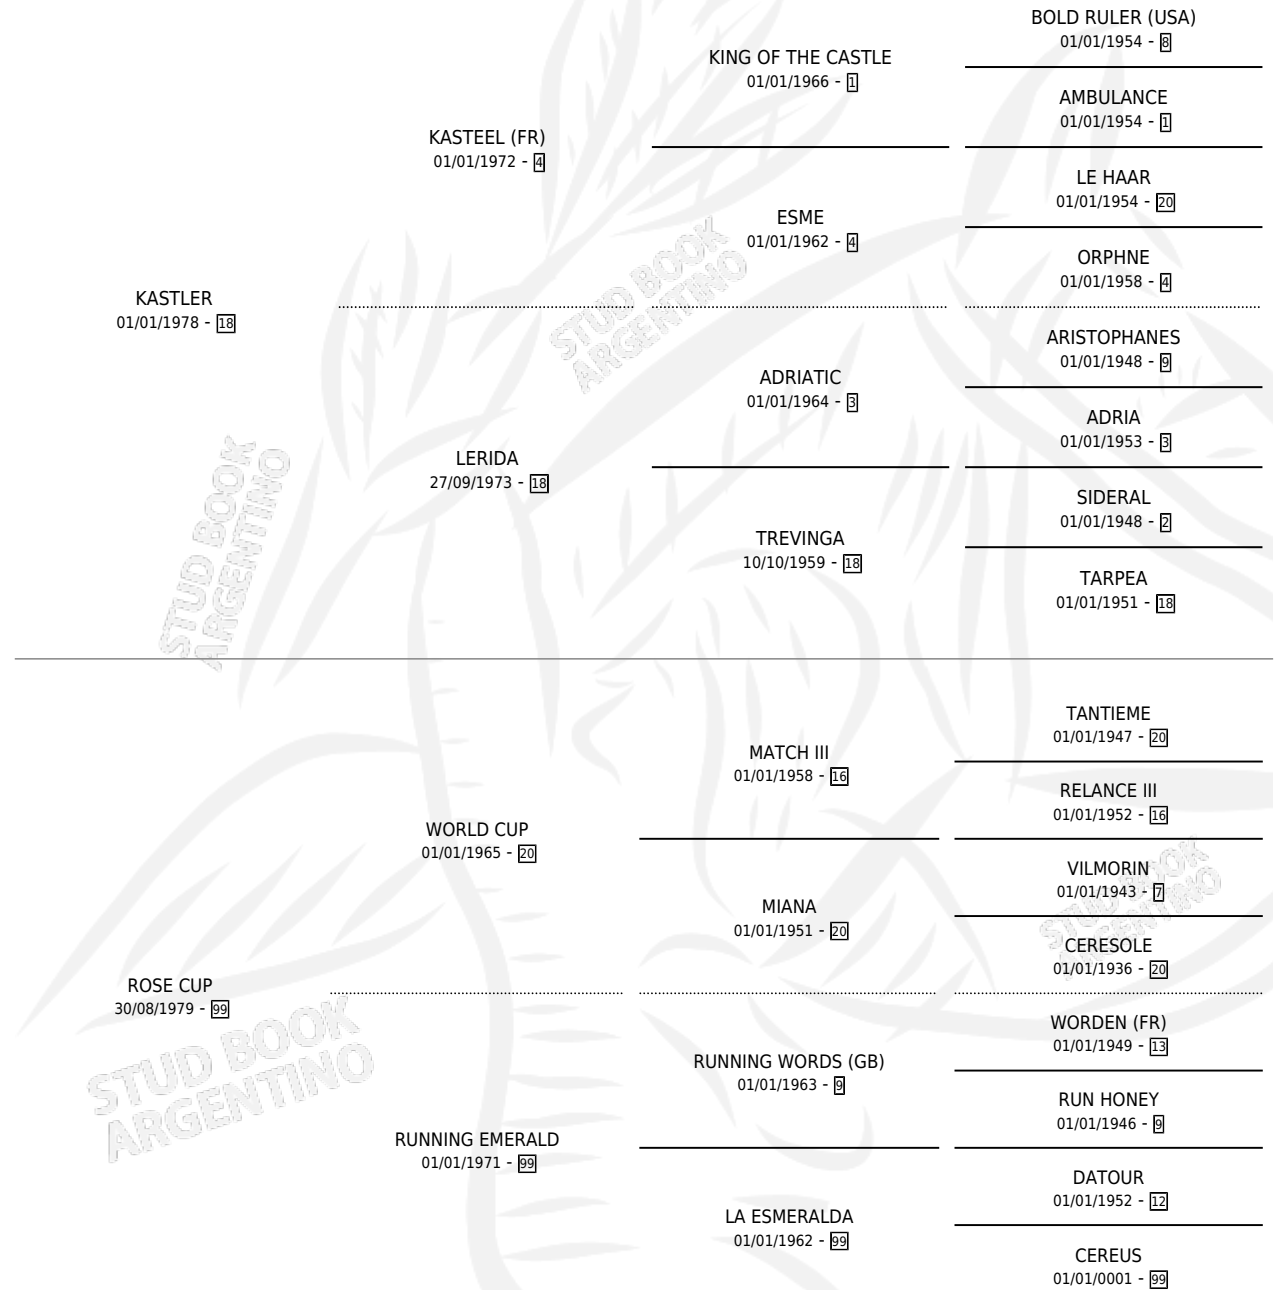 BOLD RULER (USA)
01/01/1954 - 8
KING OF THE CASTLE
01/01/1966 - 1
AMBULANCE
01/01/1954 - 1
KASTEEL (FR)
01/01/1972 - 4
LE HAAR
01/01/1954 - 20
ESME
01/01/1962 - 4
ORPHNE
01/01/1958 - 4
KASTLER
01/01/1978 - 18
ARISTOPHANES
01/01/1948 - 9
ADRIATIC
01/01/1964 - 3
ADRIA
01/01/1953 - 3
LERIDA
27/09/1973 - 18
SIDERAL
01/01/1948 - 2
TREVINGA
10/10/1959 - 18
TARPEA
01/01/1951 - 18
STUD BOOK
ARGENTINO
STUD BOOK
ARGENTINO
TANTIEME
01/01/1947 - 20
MATCH III
01/01/1958 - 16
RELANCE III
01/01/1952 - 16
WORLD CUP
01/01/1965 - 20
VILMORIN
01/01/1943 - 7
MIANA
01/01/1951 - 20
CERESOLE
01/01/1936 - 20
ROSE CUP
30/08/1979 - 99
WORDEN (FR)
01/01/1949 - 13
RUNNING WORDS (GB)
01/01/1963 - 9
RUN HONEY
01/01/1946 - 9
RUNNING EMERALD
01/01/1971 - 99
DATOUR
01/01/1952 - 12
LA ESMERALDA
01/01/1962 - 99
CEREUS
01/01/0001 - 99
STUD BOOK
ARGENTINO
STUD BOOK
ARGENTINO